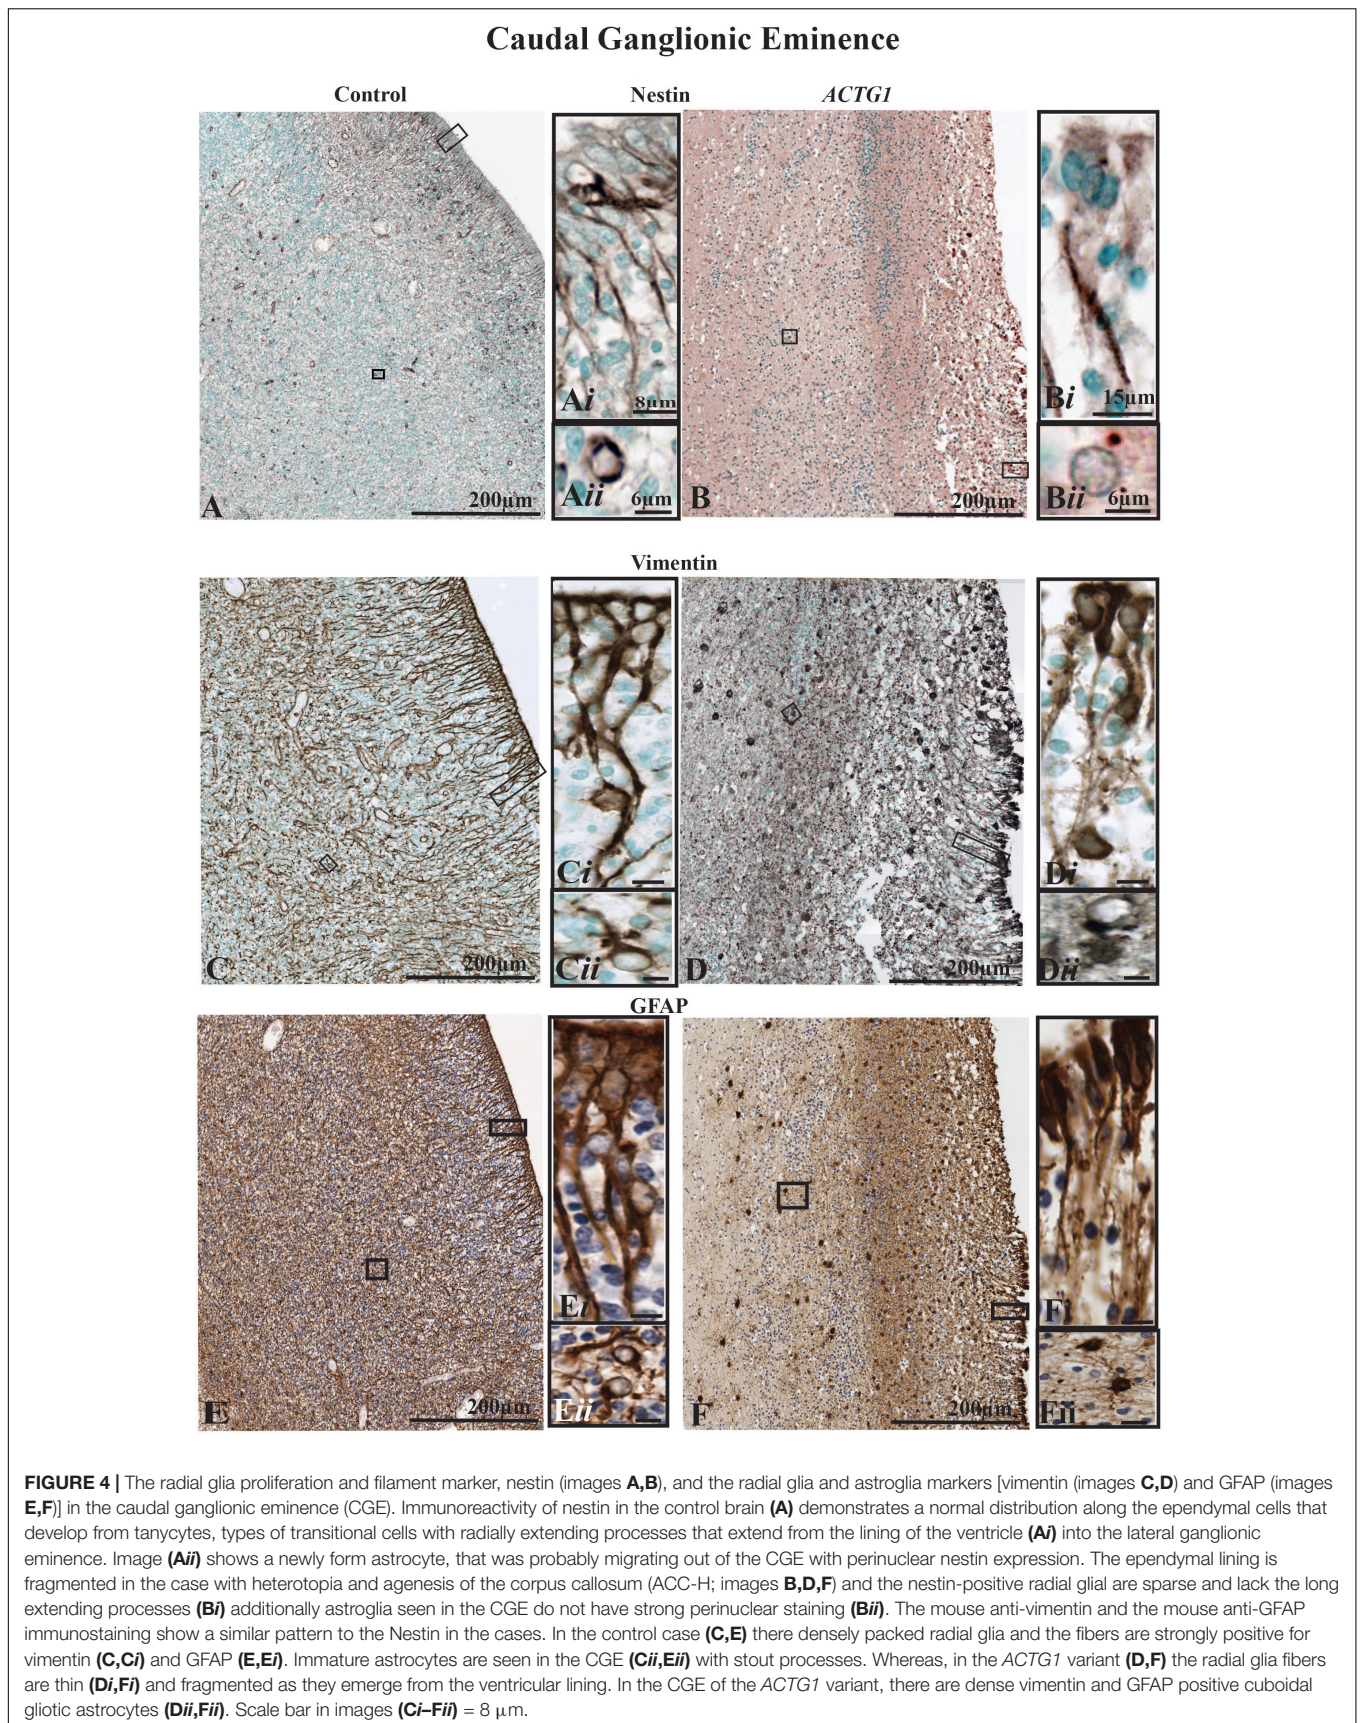 Caudal Ganglionic Eminence
Control
Nestin
ACTG1
A
200µm
Ai
8µm
Aii
6µm
B
200µm
Bi
15µm
Bii
6µm
Vimentin
C
200µm
Ci
Cii
D
200µm
Di
Dii
GFAP
E
200µm
Ei
Eii
F
200µm
Fi
Fii
FIGURE 4 | The radial glia proliferation and filament marker, nestin (images A,B), and the radial glia and astroglia markers [vimentin (images C,D) and GFAP (images
E,F)] in the caudal ganglionic eminence (CGE). Immunoreactivity of nestin in the control brain (A) demonstrates a normal distribution along the ependymal cells that
develop from tanycytes, types of transitional cells with radially extending processes that extend from the lining of the ventricle (Ai) into the lateral ganglionic
eminence. Image (Aii) shows a newly form astrocyte, that was probably migrating out of the CGE with perinuclear nestin expression. The ependymal lining is
fragmented in the case with heterotopia and agenesis of the corpus callosum (ACC-H; images B,D,F) and the nestin-positive radial glial are sparse and lack the long
extending processes (Bi) additionally astroglia seen in the CGE do not have strong perinuclear staining (Bii). The mouse anti-vimentin and the mouse anti-GFAP
immunostaining show a similar pattern to the Nestin in the cases. In the control case (C,E) there densely packed radial glia and the fibers are strongly positive for
vimentin (C,Ci) and GFAP (E,Ei). Immature astrocytes are seen in the CGE (Cii,Eii) with stout processes. Whereas, in the ACTG1 variant (D,F) the radial glia fibers
are thin (Di,Fi) and fragmented as they emerge from the ventricular lining. In the CGE of the ACTG1 variant, there are dense vimentin and GFAP positive cuboidal
gliotic astrocytes (Dii,Fii). Scale bar in images (Ci–Fii) = 8 µm.